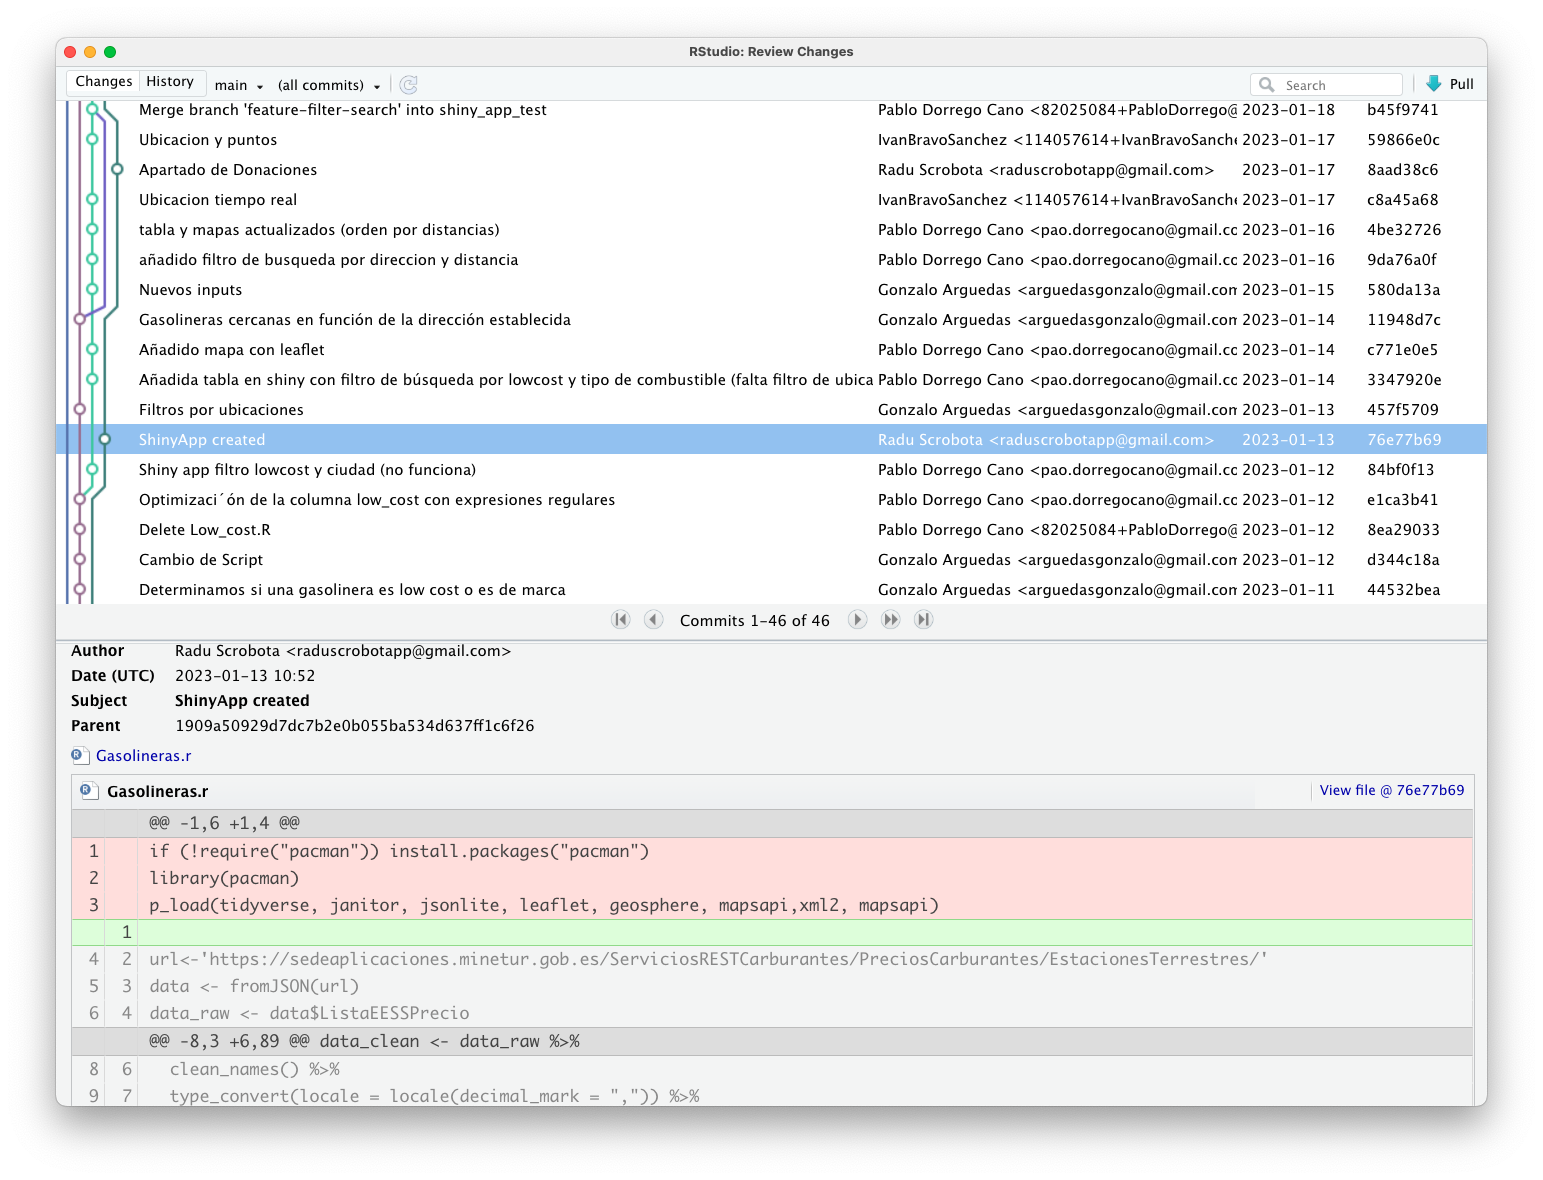 RStudio: Review Changes
Changes History main (all commits) Search Pull
Merge branch 'feature-filter-search' into shiny_app_test Pablo Dorrego Cano <82025084+PabloDorrego@ 2023-01-18 b45f9741
Ubicacion y puntos IvanBravoSanchez <114057614+IvanBravoSanche 2023-01-17 59866e0c
Apartado de Donaciones Radu Scrobota <raduscrobotapp@gmail.com> 2023-01-17 8aad38c6
Ubicacion tiempo real IvanBravoSanchez <114057614+IvanBravoSanche 2023-01-17 c8a45a68
tabla y mapas actualizados (orden por distancias) Pablo Dorrego Cano <pao.dorregocano@gmail.cc 2023-01-16 4be32726
añadido filtro de busqueda por direccion y distancia Pablo Dorrego Cano <pao.dorregocano@gmail.cc 2023-01-16 9da76a0f
Nuevos inputs Gonzalo Arguedas <arguedasgonzalo@gmail.com 2023-01-15 580da13a
Gasolineras cercanas en función de la dirección establecida Gonzalo Arguedas <arguedasgonzalo@gmail.com 2023-01-14 11948d7c
Añadido mapa con leaflet Pablo Dorrego Cano <pao.dorregocano@gmail.cc 2023-01-14 c771e0e5
Añadida tabla en shiny con filtro de búsqueda por lowcost y tipo de combustible (falta filtro de ubica Pablo Dorrego Cano <pao.dorregocano@gmail.cc 2023-01-14 3347920e
Filtros por ubicaciones Gonzalo Arguedas <arguedasgonzalo@gmail.com 2023-01-13 457f5709
ShinyApp created Radu Scrobota <raduscrobotapp@gmail.com> 2023-01-13 76e77b69
Shiny app filtro lowcost y ciudad (no funciona) Pablo Dorrego Cano <pao.dorregocano@gmail.cc 2023-01-12 84bf0f13
Optimizaci´ón de la columna low_cost con expresiones regulares Pablo Dorrego Cano <pao.dorregocano@gmail.cc 2023-01-12 e1ca3b41
Delete Low_cost.R Pablo Dorrego Cano <82025084+PabloDorrego@ 2023-01-12 8ea29033
Cambio de Script Gonzalo Arguedas <arguedasgonzalo@gmail.com 2023-01-12 d344c18a
Determinamos si una gasolinera es low cost o es de marca Gonzalo Arguedas <arguedasgonzalo@gmail.com 2023-01-11 44532bea
Commits 1-46 of 46
Author Radu Scrobota <raduscrobotapp@gmail.com>
Date (UTC) 2023-01-13 10:52
Subject ShinyApp created
Parent 1909a50929d7dc7b2e0b055ba534d637ff1c6f26
Gasolineras.r
Gasolineras.r View file @ 76e77b69
@@ -1,6 +1,4 @@
1 if (!require("pacman")) install.packages("pacman")
2 library(pacman)
3 p_load(tidyverse, janitor, jsonlite, leaflet, geosphere, mapsapi,xml2, mapsapi)
1
4 2 url<-'https://sedeaplicaciones.minetur.gob.es/ServiciosRESTCarburantes/PreciosCarburantes/EstacionesTerrestres/'
5 3 data <- fromJSON(url)
6 4 data_raw <- data$ListaEESSPrecio
@@ -8,3 +6,89 @@ data_clean <- data_raw %>%
8 6 clean_names() %>%
9 7 type_convert(locale = locale(decimal_mark = ",")) %>%